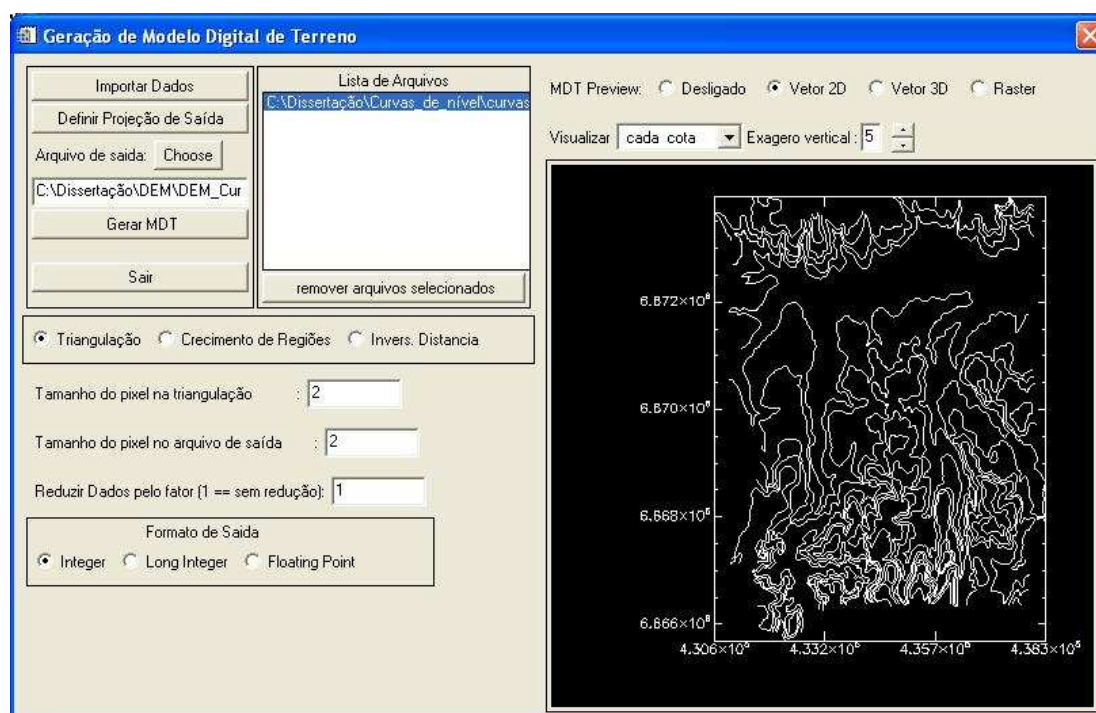 Geração de Modelo Digital de Terreno
Importar Dados
Definir Projeção de Saída
Arquivo de saida: Choose
C:\Dissertação\DEM\DEM_Cur
Gerar MDT
Sair
Lista de Arquivos
C:\Dissertação\Curvas_de_nível\curvas
remover arquivos selecionados
MDT Preview: Desligado Vetor 2D Vetor 3D Raster
Visualizar cada cota Exagero vertical : 5
Triangulação Crecimento de Regiões Invers. Distancia
Tamanho do pixel na triangulação : 2
Tamanho do pixel no arquivo de saída : 2
Reduzir Dados pelo fator (1 == sem redução): 1
Formato de Saida
Integer Long Integer Floating Point
6.872×10⁶
6.870×10⁶
6.868×10⁶
6.866×10⁶
4.306×10⁵ 4.332×10⁵ 4.357×10⁵ 4.383×10⁵